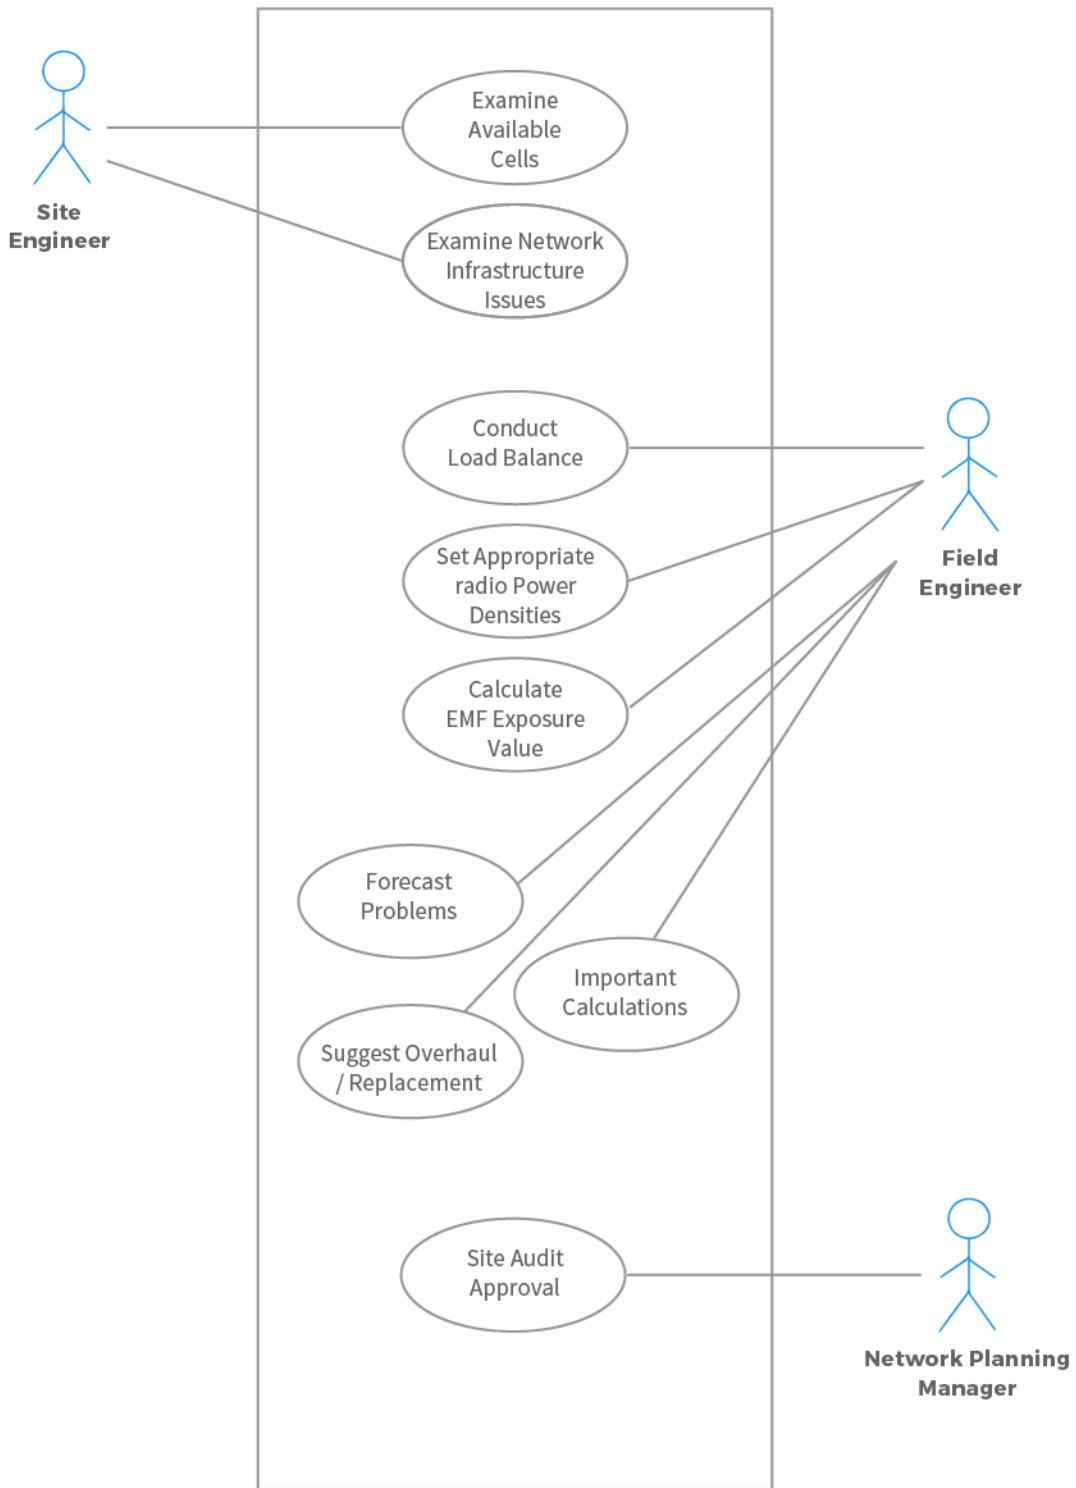 Examine
Available
Cells
Site
Engineer
Examine Network
Infrastructure
Issues
Conduct
Load Balance
Set Appropriate
radio Power
Densities
Field
Engineer
Calculate
EMF Exposure
Value
Forecast
Problems
Important
Calculations
Suggest Overhaul
/ Replacement
Site Audit
Approval
Network Planning
Manager